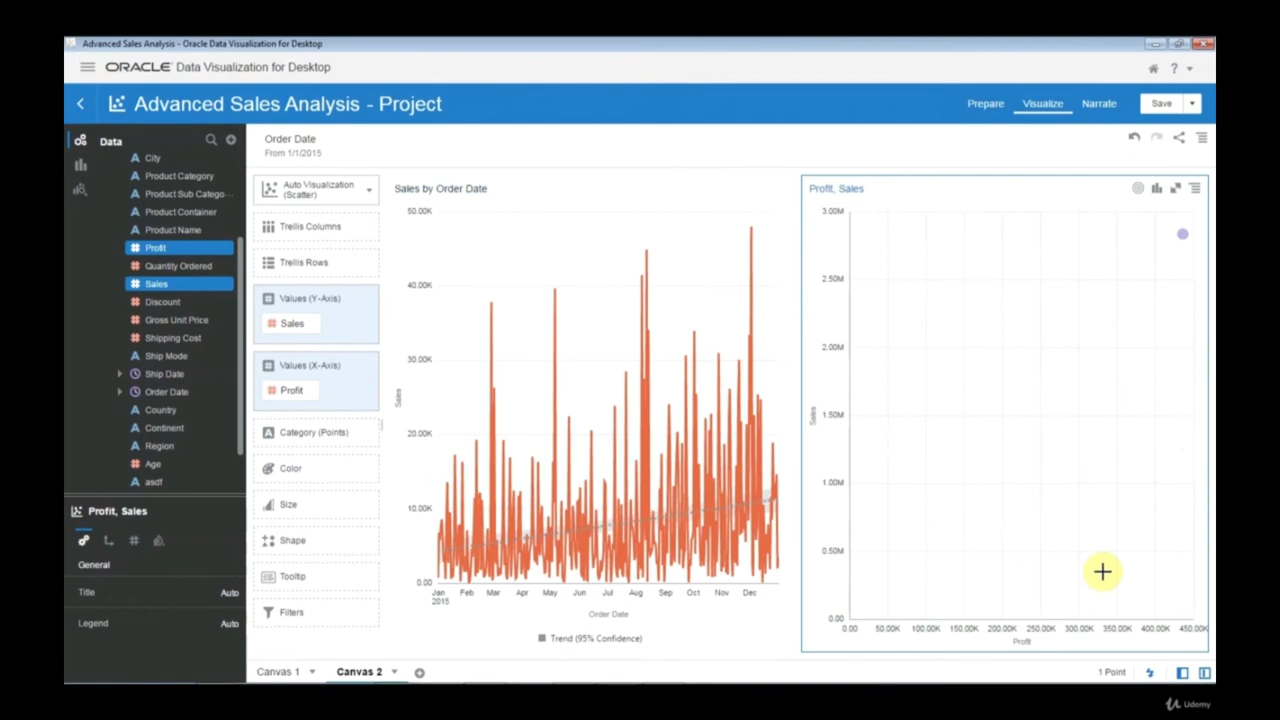 Advanced Sales Analysis - Oracle Data Visualization for Desktop
ORACLE Data Visualization for Desktop
?
Advanced Sales Analysis - Project
Prepare
Visualize
Narrate
Save
Data
A City
A Product Category
A Product Sub Catego...
A Product Container
A Product Name
# Profit
# Quantity Ordered
# Sales
# Discount
# Gross Unit Price
# Shipping Cost
A Ship Mode
Ship Date
Order Date
A Country
A Continent
A Region
# Age
A asdf
Profit, Sales
General
Title Auto
Legend Auto
Order Date
From 1/1/2015
Auto Visualization
(Scatter)
Trellis Columns
Trellis Rows
Values (Y-Axis)
# Sales
Values (X-Axis)
# Profit
A Category (Points)
Color
Size
Shape
Tooltip
Filters
Sales by Order Date
50.00K
40.00K
30.00K
20.00K
10.00K
0.00
Sales
Jan Feb Mar Apr May Jun Jul Aug Sep Oct Nov Dec
2015
Order Date
Trend (95% Confidence)
Profit, Sales
3.00M
2.50M
2.00M
1.50M
1.00M
0.50M
0.00
Sales
0.00 50.00K 100.00K 150.00K 200.00K 250.00K 300.00K 350.00K 400.00K 450.00K
Profit
Canvas 1
Canvas 2
1 Point
Udemy